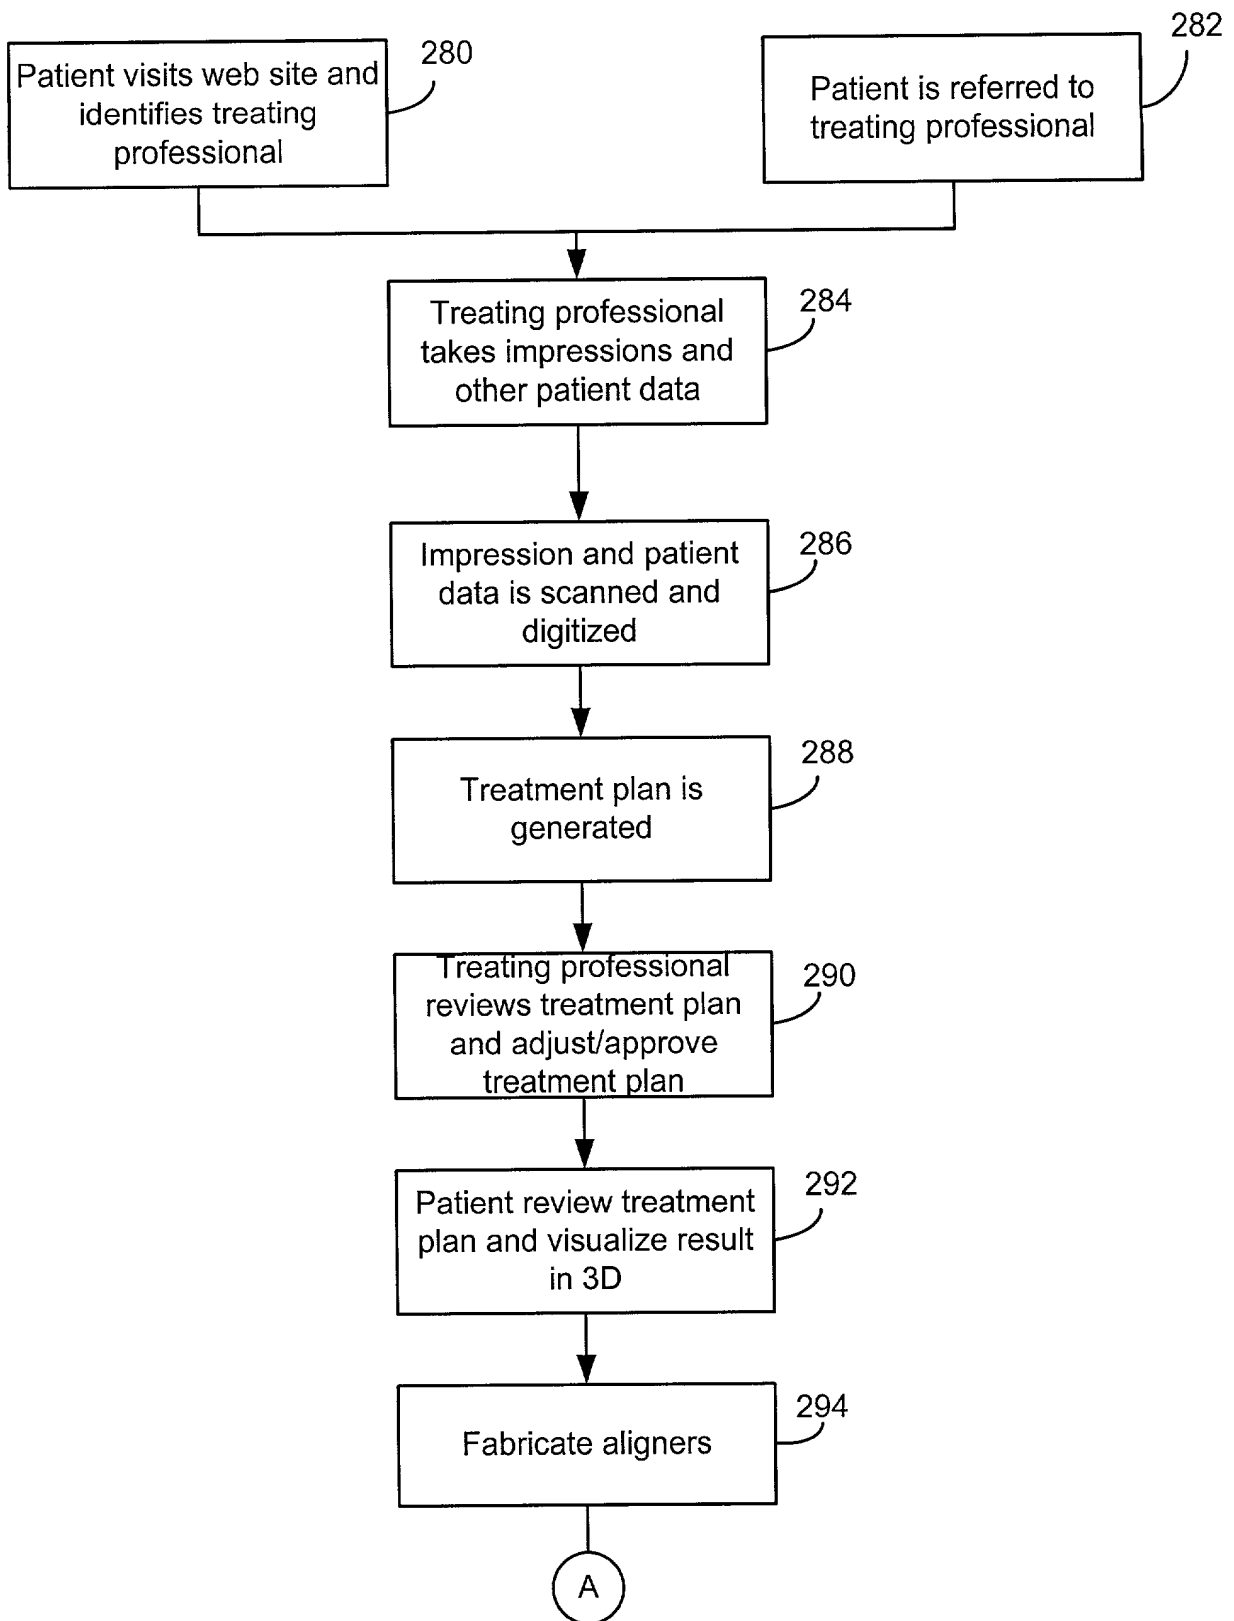 280
Patient visits web site and
identifies treating
professional
282
Patient is referred to
treating professional
284
Treating professional
takes impressions and
other patient data
286
Impression and patient
data is scanned and
digitized
288
Treatment plan is
generated
290
Treating professional
reviews treatment plan
and adjust/approve
treatment plan
292
Patient review treatment
plan and visualize result
in 3D
294
Fabricate aligners
A